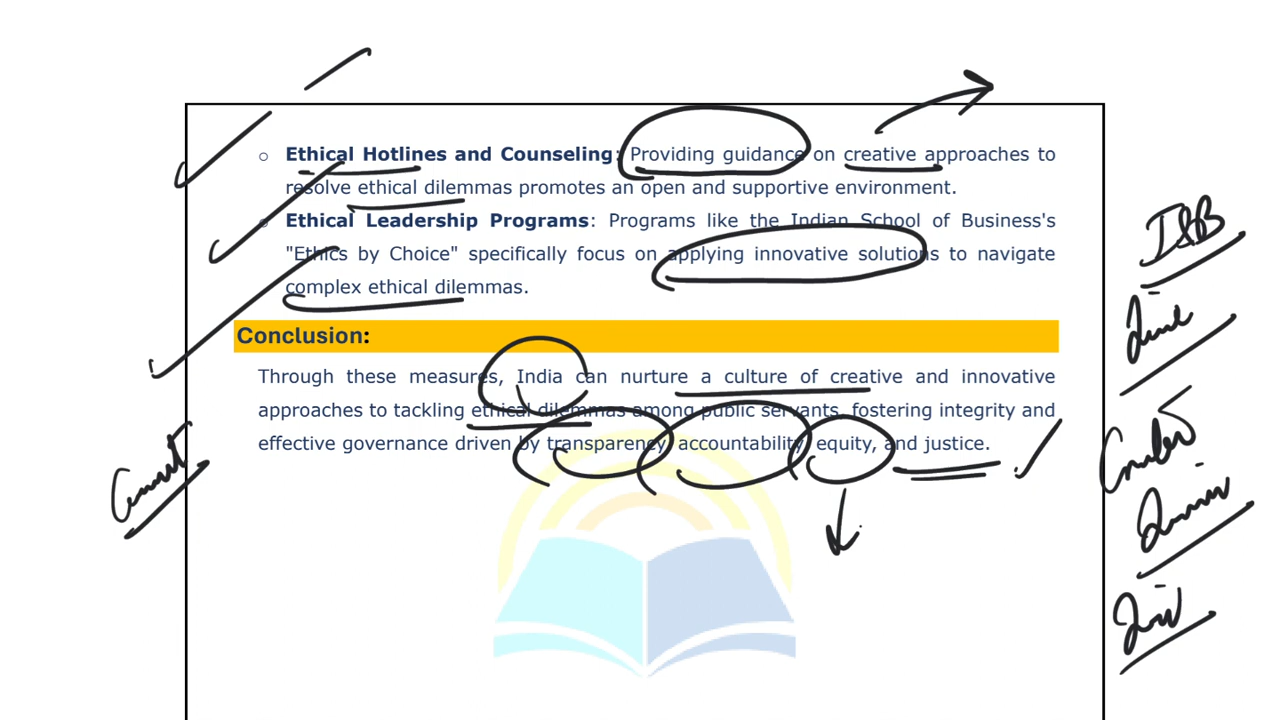 ○ Ethical Hotlines and Counseling: Providing guidance on creative approaches to
resolve ethical dilemmas promotes an open and supportive environment.
○ Ethical Leadership Programs: Programs like the Indian School of Business's
"Ethics by Choice" specifically focus on applying innovative solutions to navigate
complex ethical dilemmas.
Conclusion:
Through these measures, India can nurture a culture of creative and innovative
approaches to tackling ethical dilemmas among public servants, fostering integrity and
effective governance driven by transparency, accountability, equity, and justice.
ISB